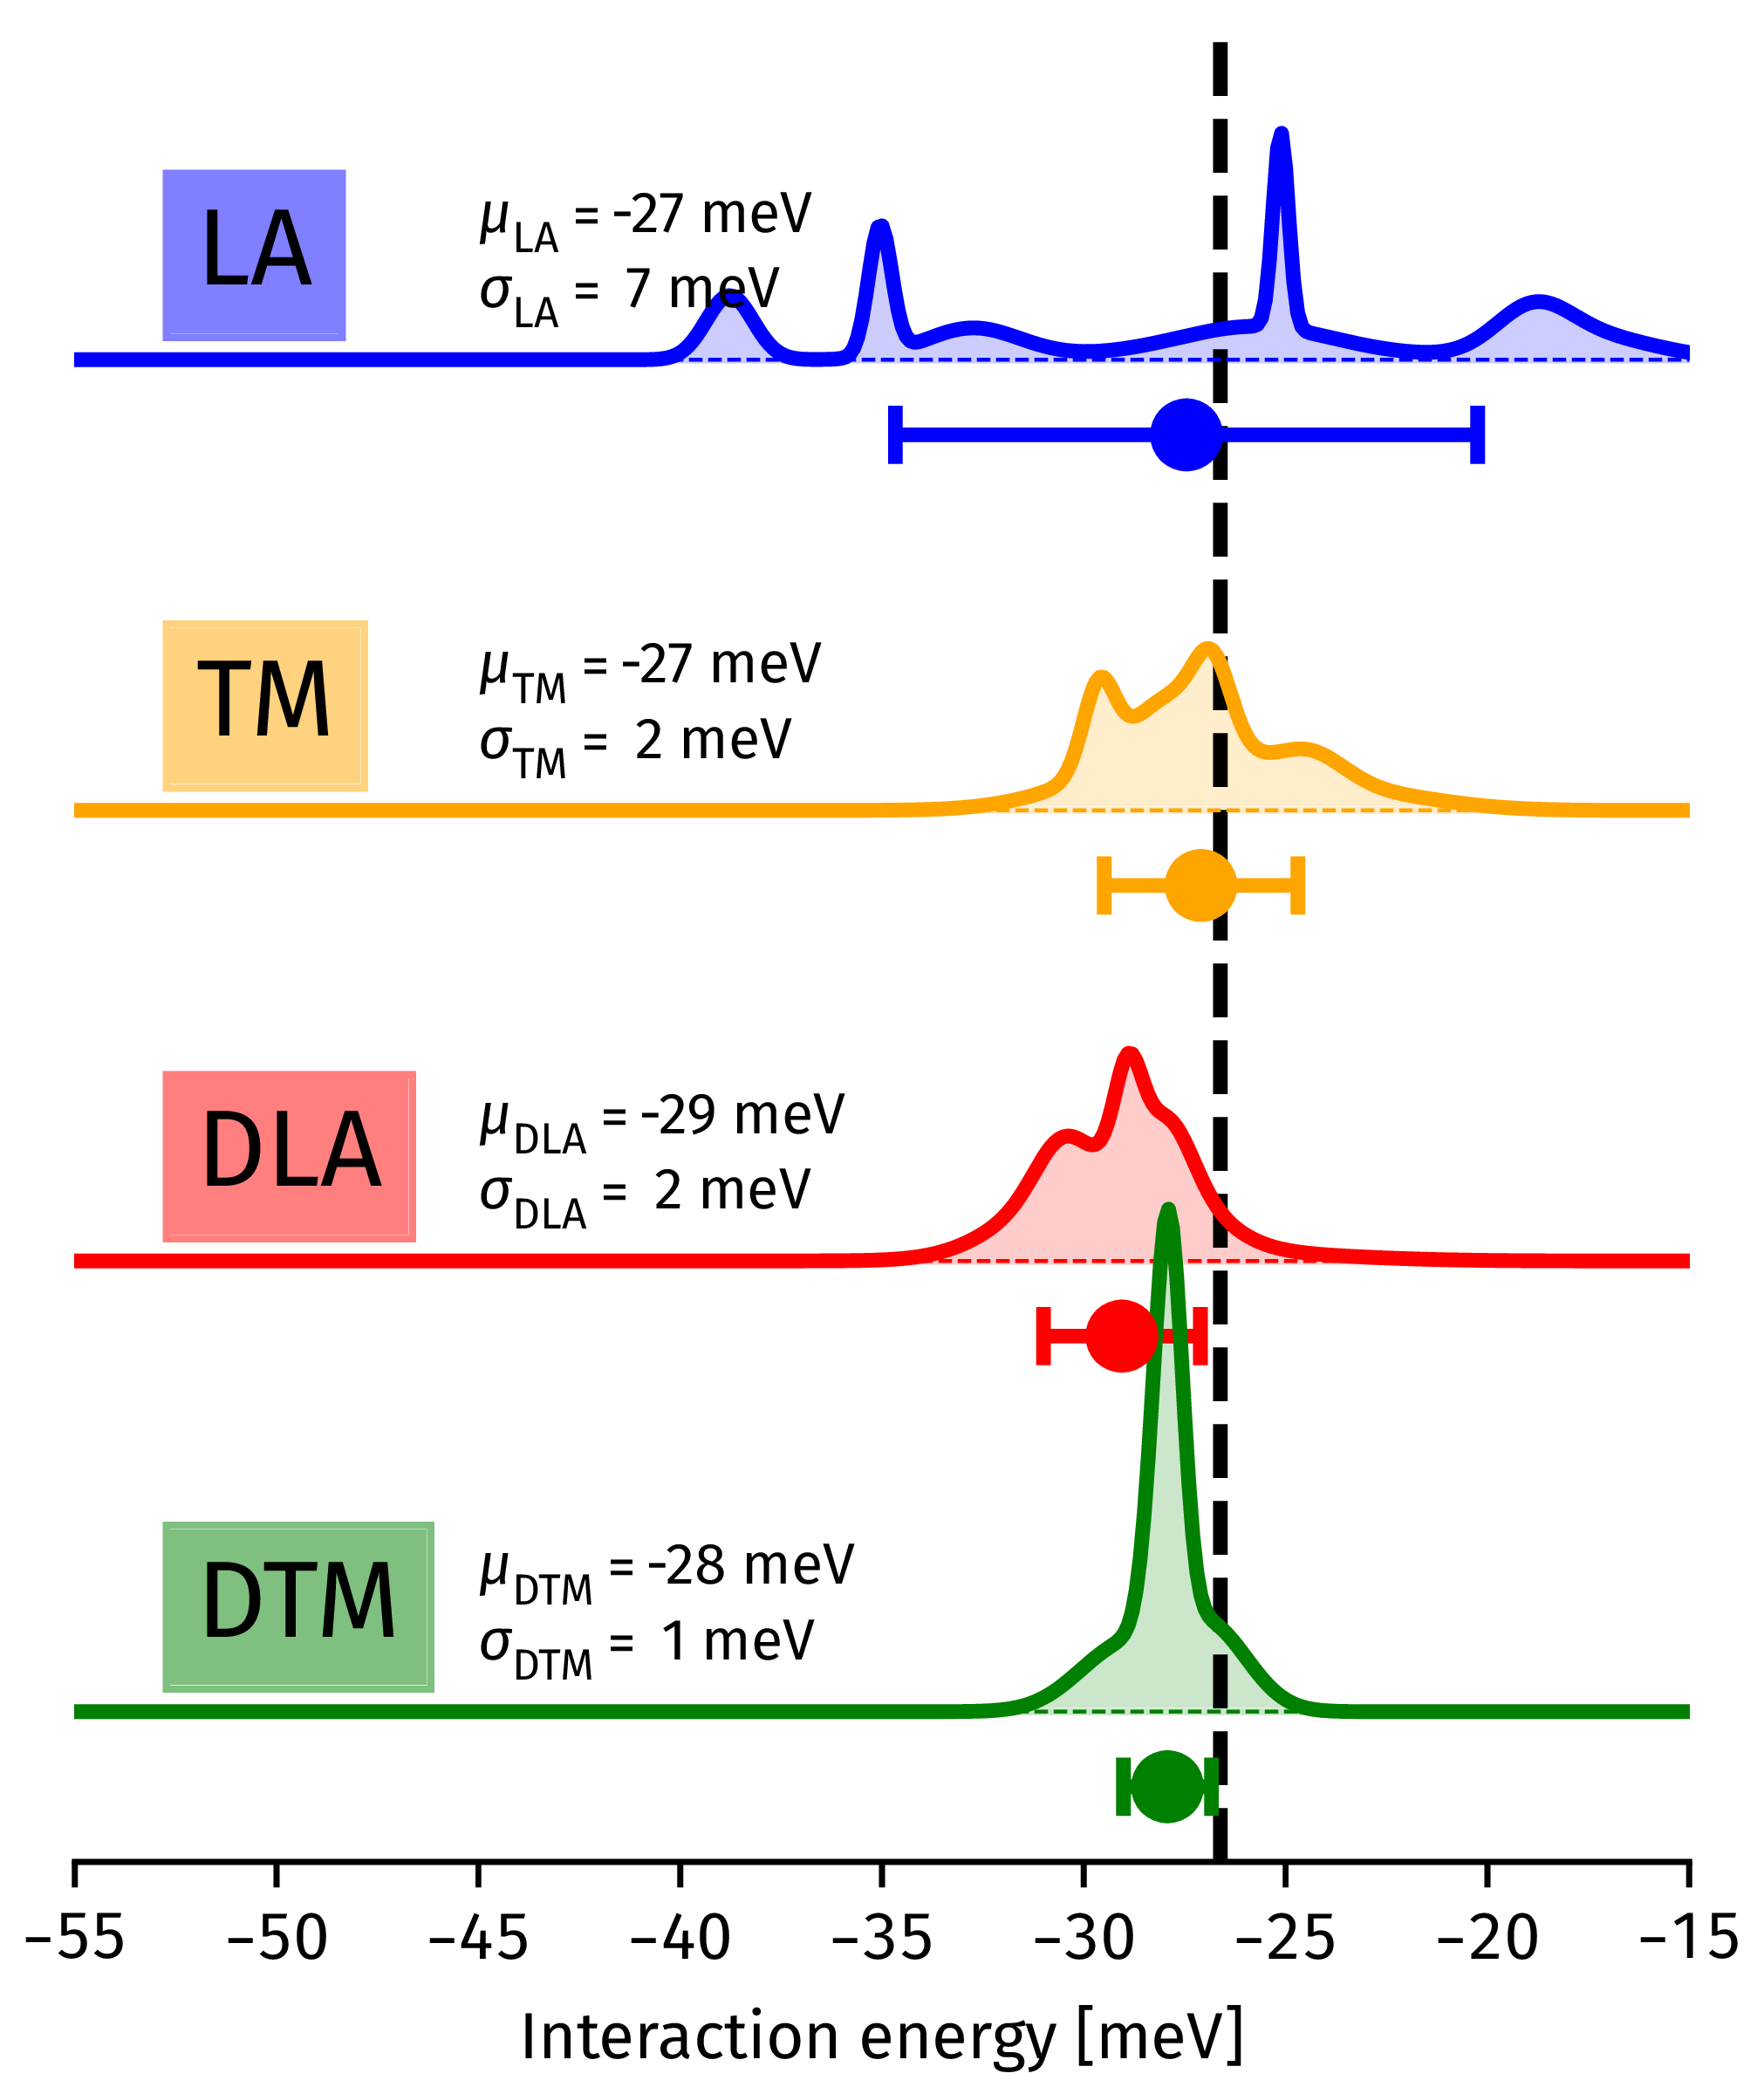 LA
μLA = -27 meV
σLA = 7 meV
TM
μTM = -27 meV
σTM = 2 meV
DLA
μDLA = -29 meV
σDLA = 2 meV
DTM
μDTM = -28 meV
σDTM = 1 meV
−55 −50 −45 −40 −35 −30 −25 −20 −15
Interaction energy [meV]